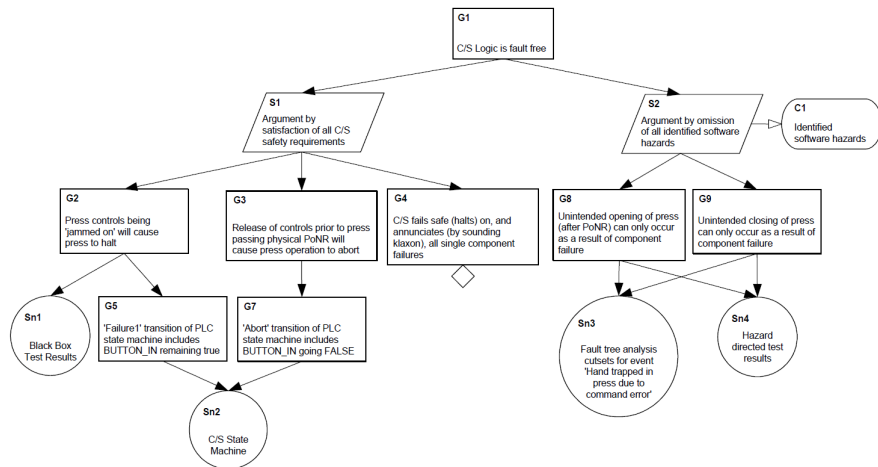 G1
C/S Logic is fault free
S1
Argument by
satisfaction of all C/S
safety requirements
S2
Argument by omission
of all identified software
hazards
C1
Identified
software hazards
G2
Press controls being
'jammed on' will cause
press to halt
G3
Release of controls prior to press
passing physical PoNR will
cause press operation to abort
G4
C/S fails safe (halts) on, and
annunciates (by sounding
klaxon), all single component
failures
G8
Unintended opening of press
(after PoNR) can only occur
as a result of component
failure
G9
Unintended closing of press
can only occur as a result of
component failure
Sn1
Black Box
Test Results
G5
'Failure1' transition of PLC
state machine includes
BUTTON_IN remaining true
G7
'Abort' transition of PLC
state machine includes
BUTTON_IN going FALSE
Sn3
Fault tree analysis
cutsets for event
'Hand trapped in
press due to
command error'
Sn4
Hazard
directed test
results
Sn2
C/S State
Machine